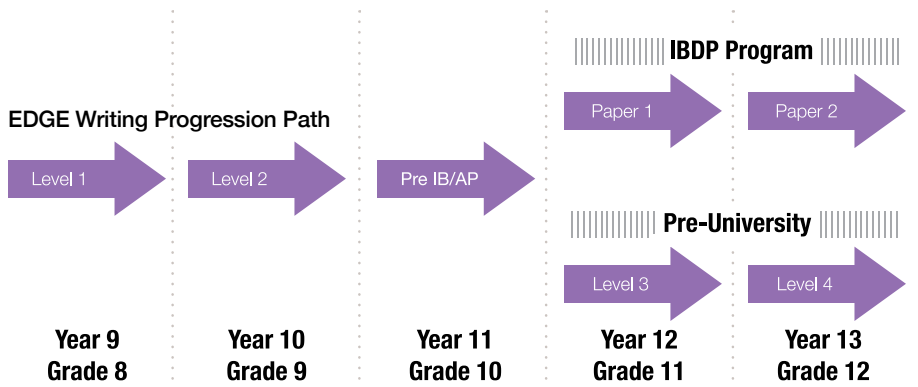 IBDP Program
Paper 1
Paper 2
EDGE Writing Progression Path
Level 1
Level 2
Pre IB/AP
Pre-University
Level 3
Level 4
Year 9
Grade 8
Year 10
Grade 9
Year 11
Grade 10
Year 12
Grade 11
Year 13
Grade 12